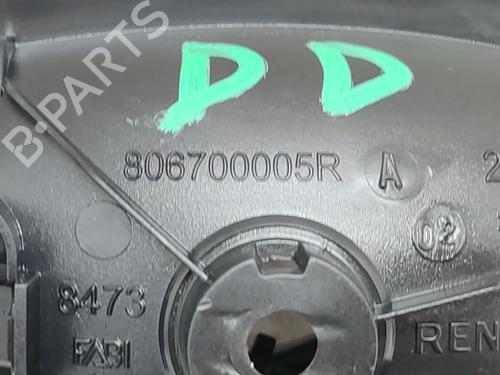 DD
B-PARTS
806700005R A 2
02
8473
FABI
REN